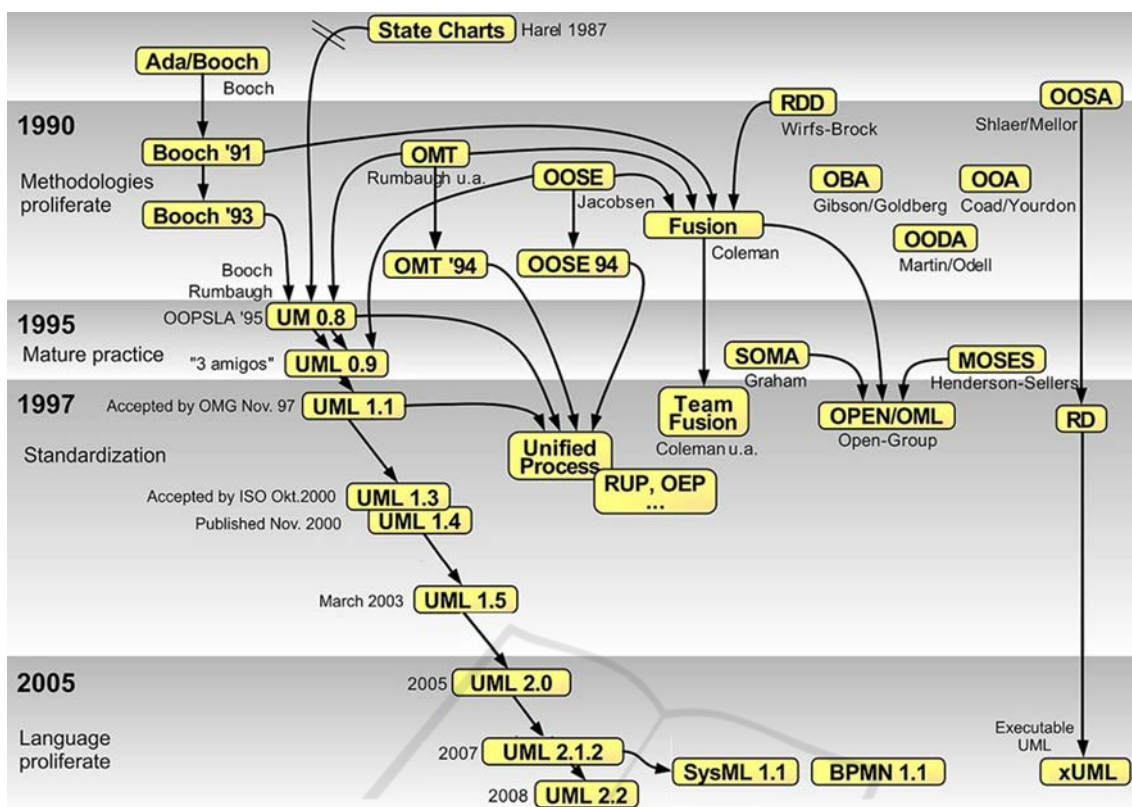 State Charts
Harel 1987
Ada/Booch
Booch
RDD
Wirfs-Brock
OOSA
Shlaer/Mellor
1990
Methodologies
proliferate
Booch '91
OMT
Rumbaugh u.a.
OOSE
Jacobsen
OBA
Gibson/Goldberg
OOA
Coad/Yourdon
Booch '93
Fusion
Coleman
OODA
Martin/Odell
OMT '94
OOSE 94
Booch
Rumbaugh
OOPSLA '95
UM 0.8
1995
Mature practice
"3 amigos"
UML 0.9
SOMA
Graham
MOSES
Henderson-Sellers
1997
Standardization
Accepted by OMG Nov. 97
UML 1.1
Team
Fusion
Coleman u.a.
OPEN/OML
Open-Group
RD
Unified
Process
RUP, OEP
...
Accepted by ISO Okt.2000
UML 1.3
Published Nov. 2000
UML 1.4
March 2003
UML 1.5
2005
Language
proliferate
2005
UML 2.0
2007
UML 2.1.2
SysML 1.1
BPMN 1.1
Executable
UML
xUML
2008
UML 2.2